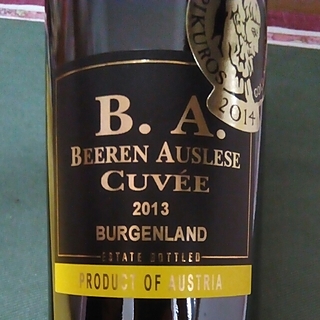 B. A.
BEEREN AUSLESE
CUVÉE
2013
BURGENLAND
ESTATE BOTTLED
PRODUCT OF AUSTRIA
2014